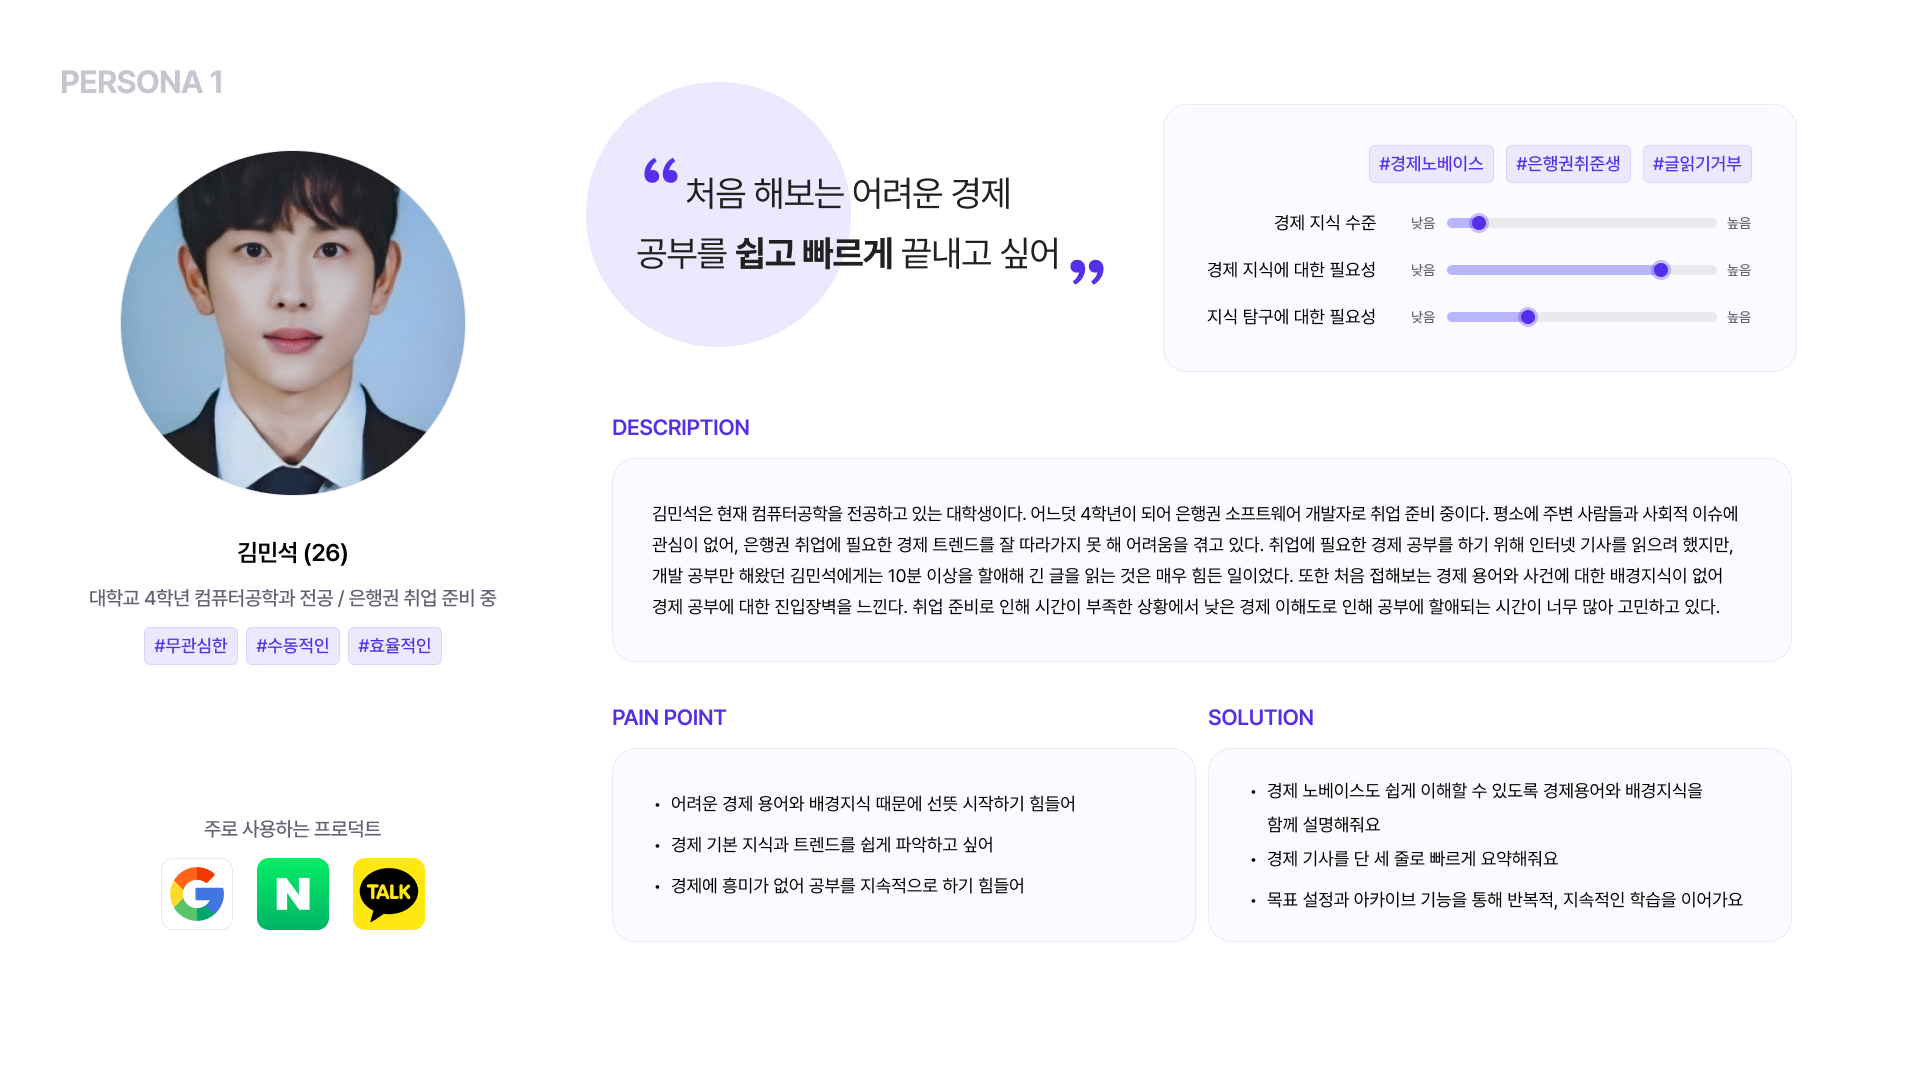 PERSONA 1
김민석 (26)
대학교 4학년 컴퓨터공학과 전공 / 은행권 취업 준비 중
#무관심한 #수동적인 #효율적인
주로 사용하는 프로덕트
G N TALK
“ 처음 해보는 어려운 경제
공부를 쉽고 빠르게 끝내고 싶어 ”
#경제노베이스 #은행권취준생 #글읽기거부
경제 지식 수준 낮음 높음
경제 지식에 대한 필요성 낮음 높음
지식 탐구에 대한 필요성 낮음 높음
DESCRIPTION
김민석은 현재 컴퓨터공학을 전공하고 있는 대학생이다. 어느덧 4학년이 되어 은행권 소프트웨어 개발자로 취업 준비 중이다. 평소에 주변 사람들과 사회적 이슈에
관심이 없어, 은행권 취업에 필요한 경제 트렌드를 잘 따라가지 못 해 어려움을 겪고 있다. 취업에 필요한 경제 공부를 하기 위해 인터넷 기사를 읽으려 했지만,
개발 공부만 해왔던 김민석에게는 10분 이상을 할애해 긴 글을 읽는 것은 매우 힘든 일이었다. 또한 처음 접해보는 경제 용어와 사건에 대한 배경지식이 없어
경제 공부에 대한 진입장벽을 느낀다. 취업 준비로 인해 시간이 부족한 상황에서 낮은 경제 이해도로 인해 공부에 할애되는 시간이 너무 많아 고민하고 있다.
PAIN POINT
• 어려운 경제 용어와 배경지식 때문에 선뜻 시작하기 힘들어
• 경제 기본 지식과 트렌드를 쉽게 파악하고 싶어
• 경제에 흥미가 없어 공부를 지속적으로 하기 힘들어
SOLUTION
• 경제 노베이스도 쉽게 이해할 수 있도록 경제용어와 배경지식을
함께 설명해줘요
• 경제 기사를 단 세 줄로 빠르게 요약해줘요
• 목표 설정과 아카이브 기능을 통해 반복적, 지속적인 학습을 이어가요